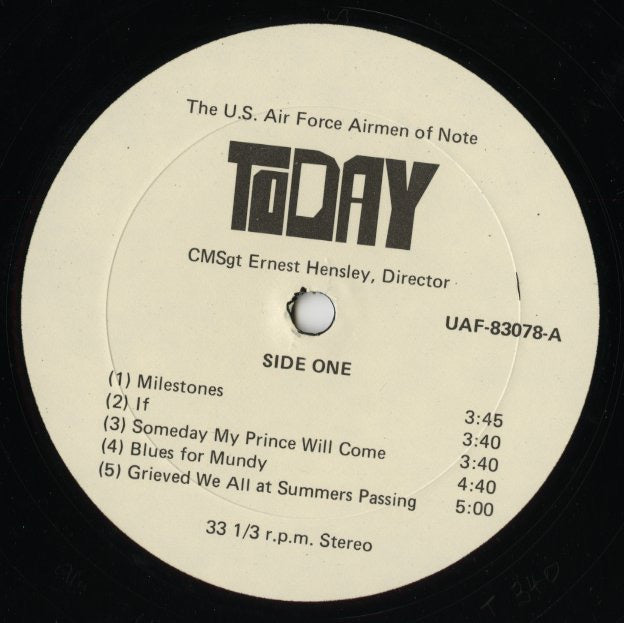 The U.S. Air Force Airmen of Note
TODAY
CMSgt Ernest Hensley, Director
UAF-83078-A
SIDE ONE
(1) Milestones 3:45
(2) If 3:40
(3) Someday My Prince Will Come 3:40
(4) Blues for Mundy 4:40
(5) Grieved We All at Summers Passing 5:00
33 1/3 r.p.m. Stereo